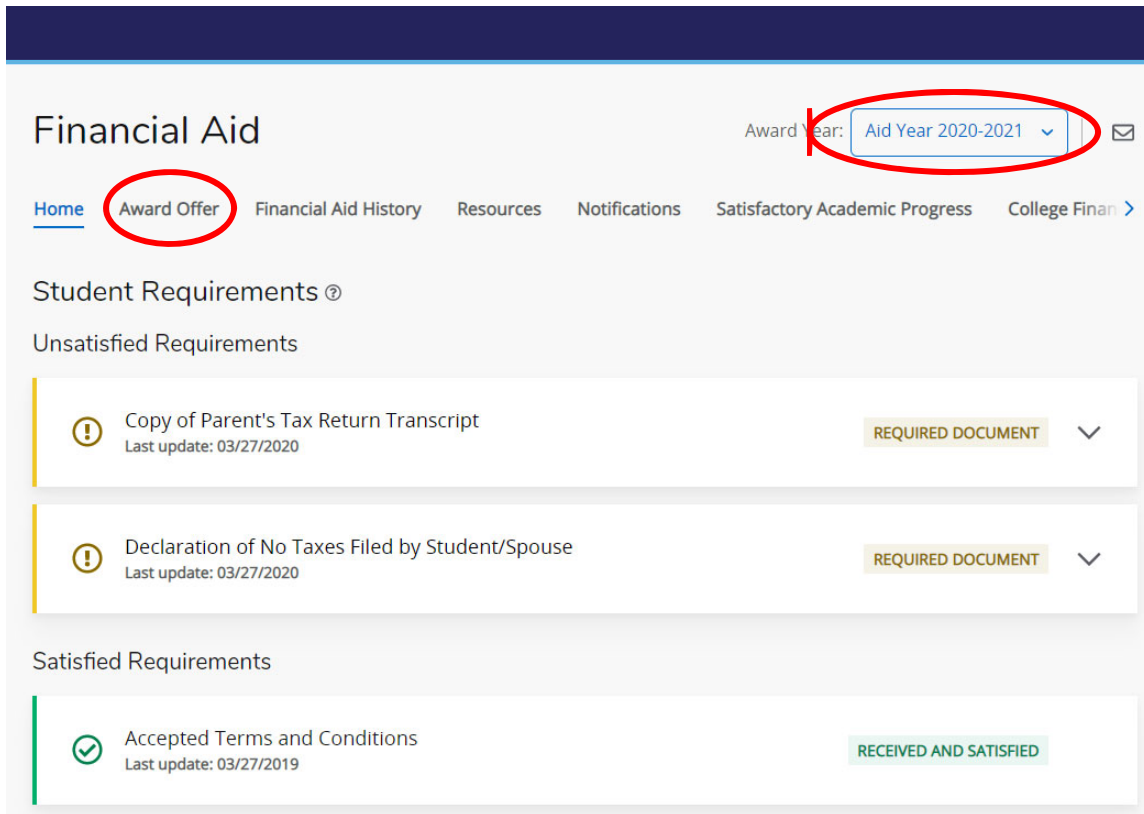 Financial Aid
Award Year: Aid Year 2020-2021
Home Award Offer Financial Aid History Resources Notifications Satisfactory Academic Progress College Finan
Student Requirements
Unsatisfied Requirements
Copy of Parent's Tax Return Transcript
Last update: 03/27/2020
REQUIRED DOCUMENT
Declaration of No Taxes Filed by Student/Spouse
Last update: 03/27/2020
REQUIRED DOCUMENT
Satisfied Requirements
Accepted Terms and Conditions
Last update: 03/27/2019
RECEIVED AND SATISFIED